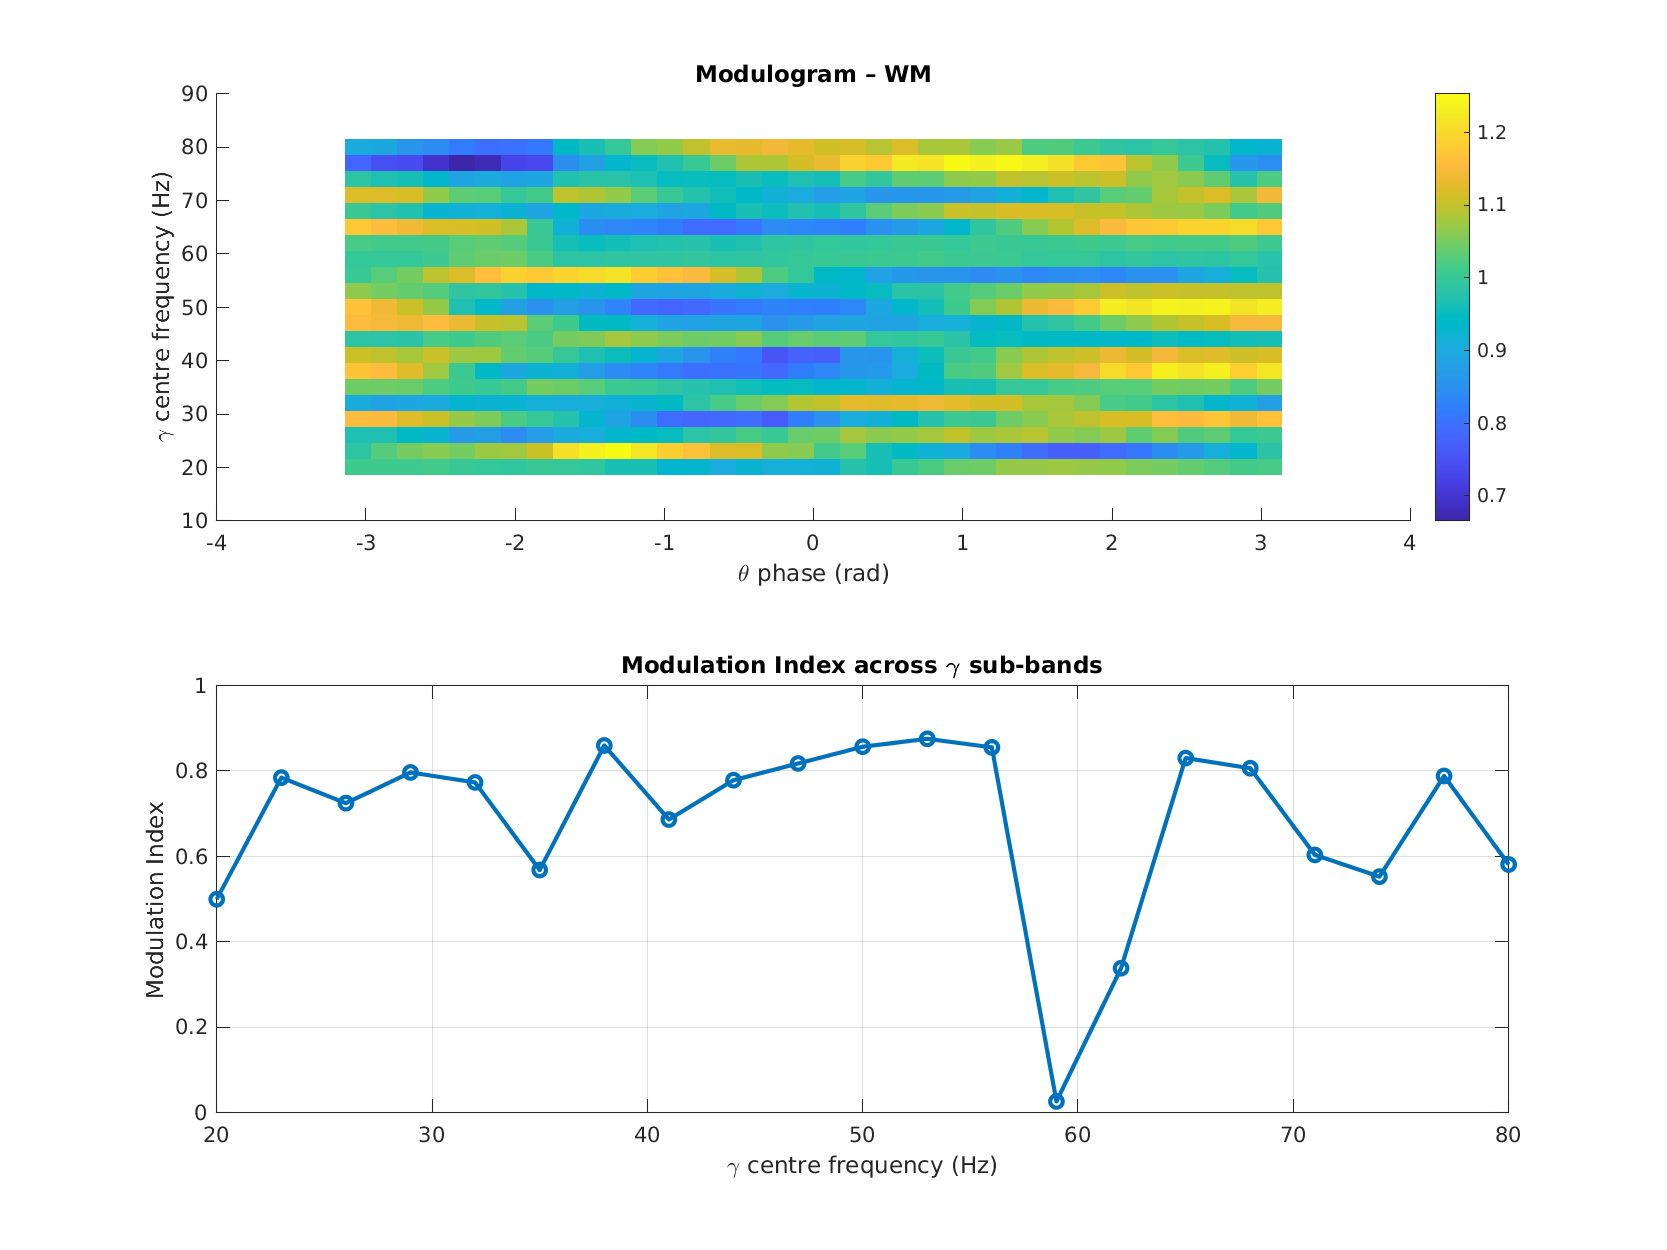 Modulogram – WM
90
80
70
60
50
40
30
20
10
γ centre frequency (Hz)
-4 -3 -2 -1 0 1 2 3 4
θ phase (rad)
1.2
1.1
1
0.9
0.8
0.7
Modulation Index across γ sub-bands
1
0.8
0.6
0.4
0.2
0
Modulation Index
20 30 40 50 60 70 80
γ centre frequency (Hz)